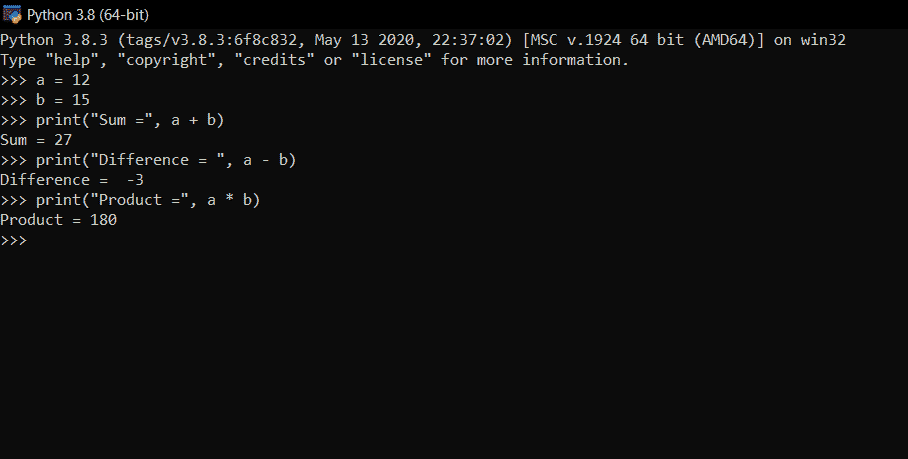 Python 3.8 (64-bit)
Python 3.8.3 (tags/v3.8.3:6f8c832, May 13 2020, 22:37:02) [MSC v.1924 64 bit (AMD64)] on win32
Type "help", "copyright", "credits" or "license" for more information.
>>> a = 12
>>> b = 15
>>> print("Sum =", a + b)
Sum = 27
>>> print("Difference = ", a - b)
Difference =  -3
>>> print("Product =", a * b)
Product = 180
>>>